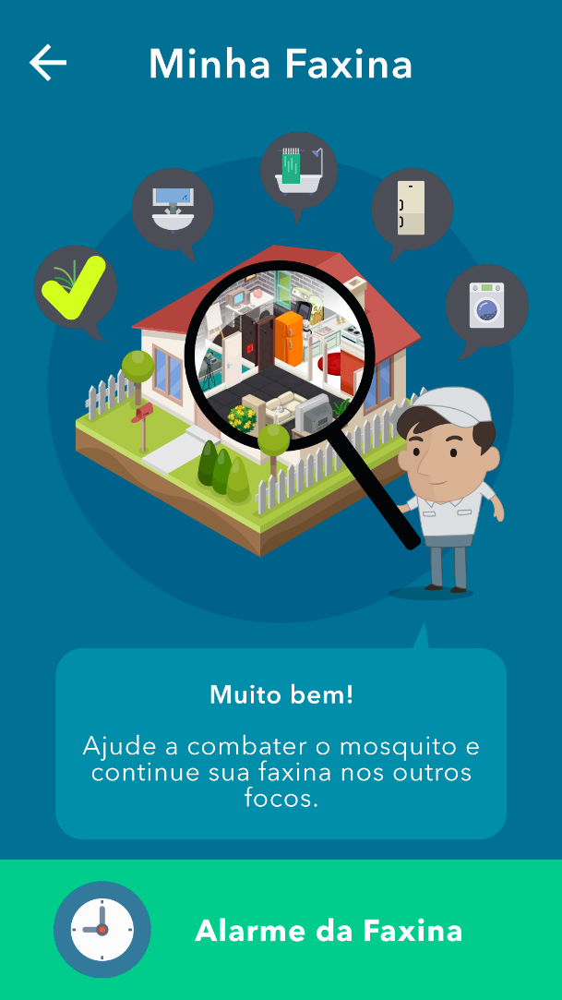 Minha Faxina
Muito bem!
Ajude a combater o mosquito e
continue sua faxina nos outros
focos.
Alarme da Faxina